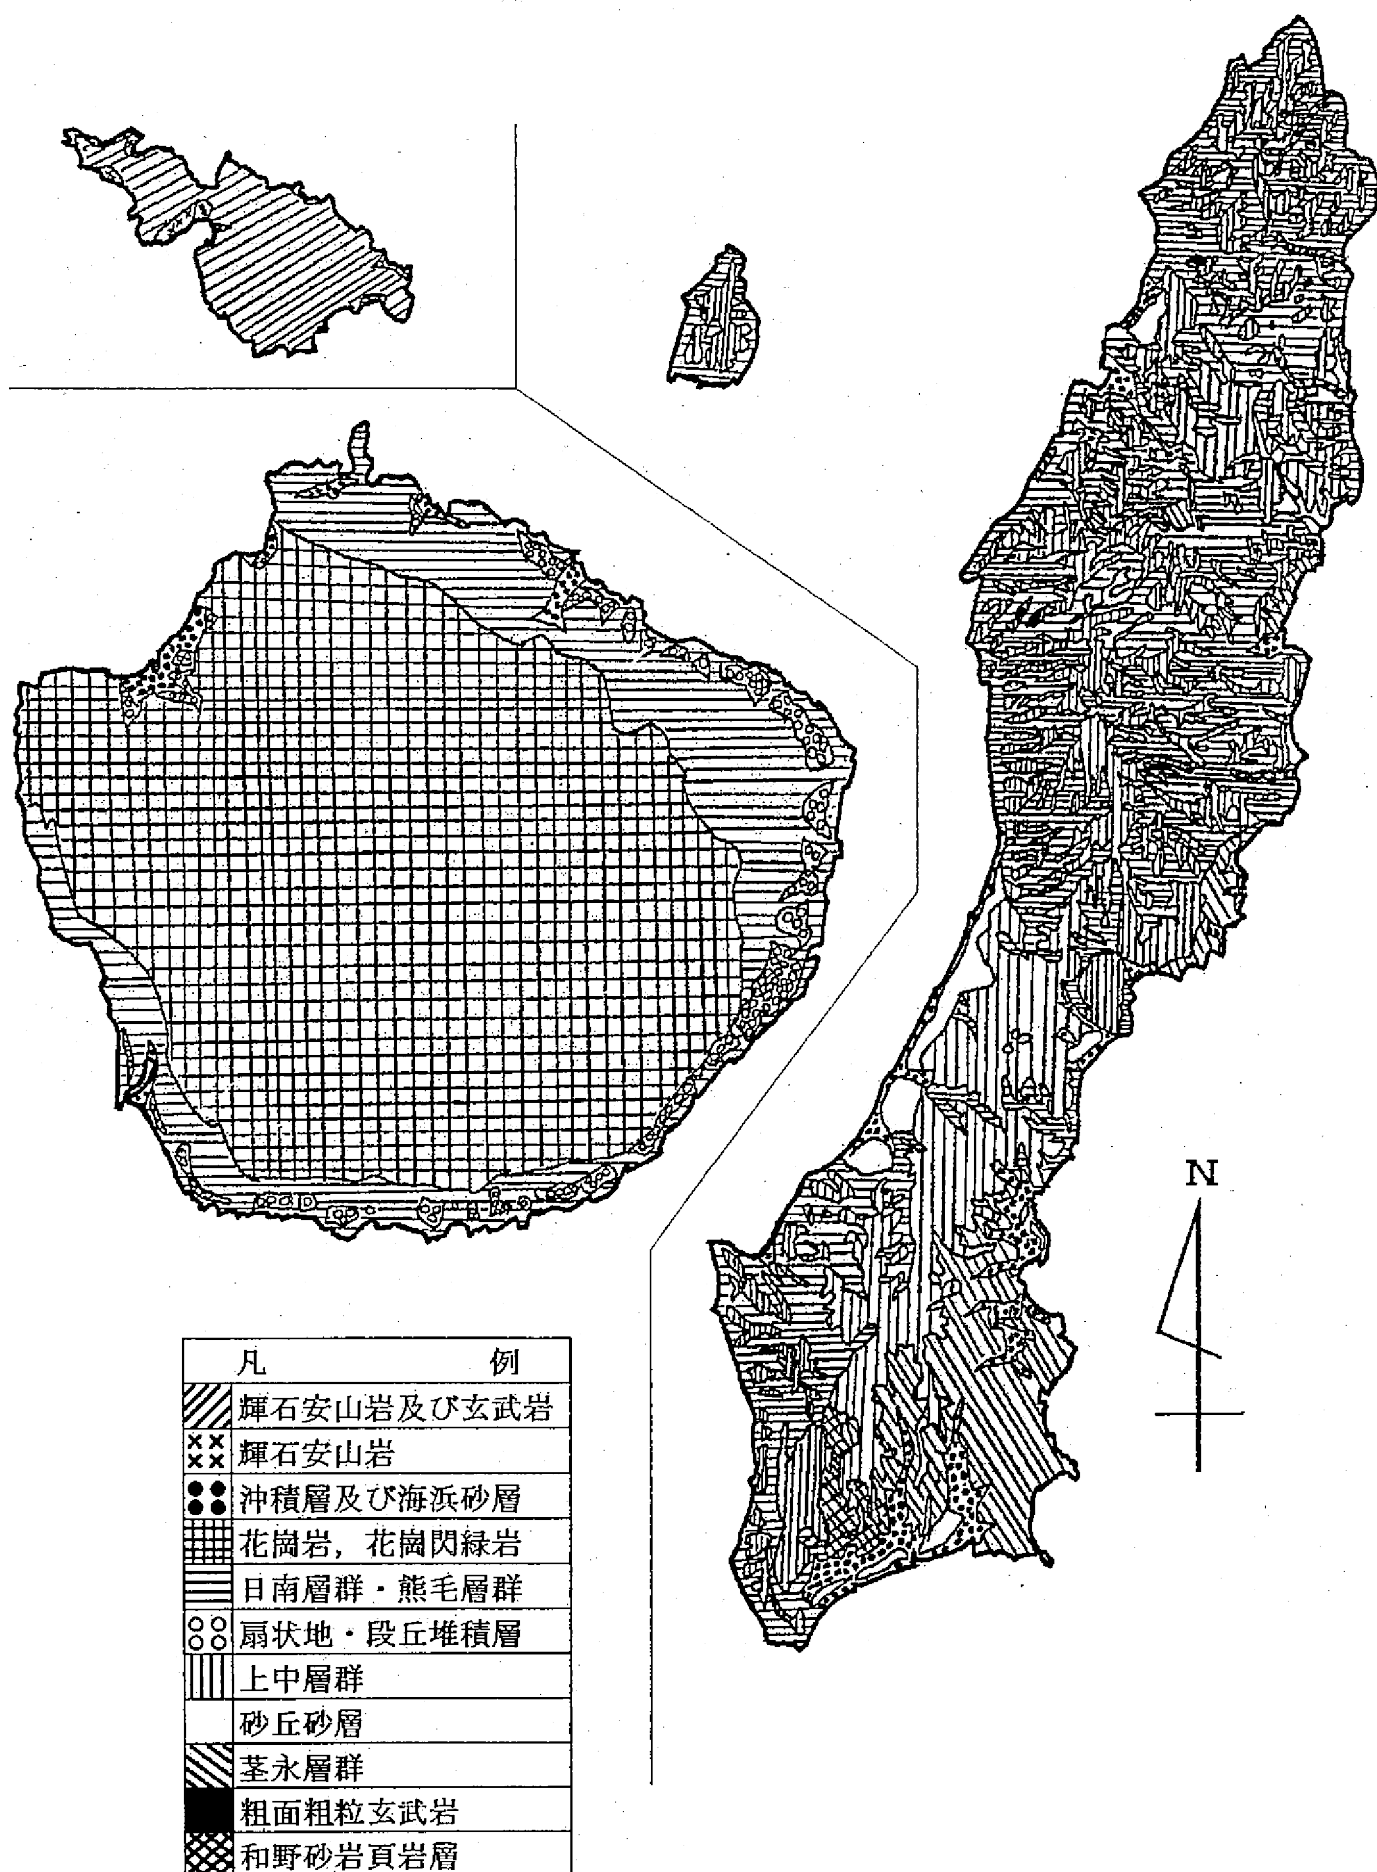 N
凡 例
輝石安山岩及び玄武岩
輝石安山岩
沖積層及び海浜砂層
花崗岩，花崗閃緑岩
日南層群・熊毛層群
扇状地・段丘堆積層
上中層群
砂丘砂層
茎永層群
粗面粗粒玄武岩
和野砂岩頁岩層